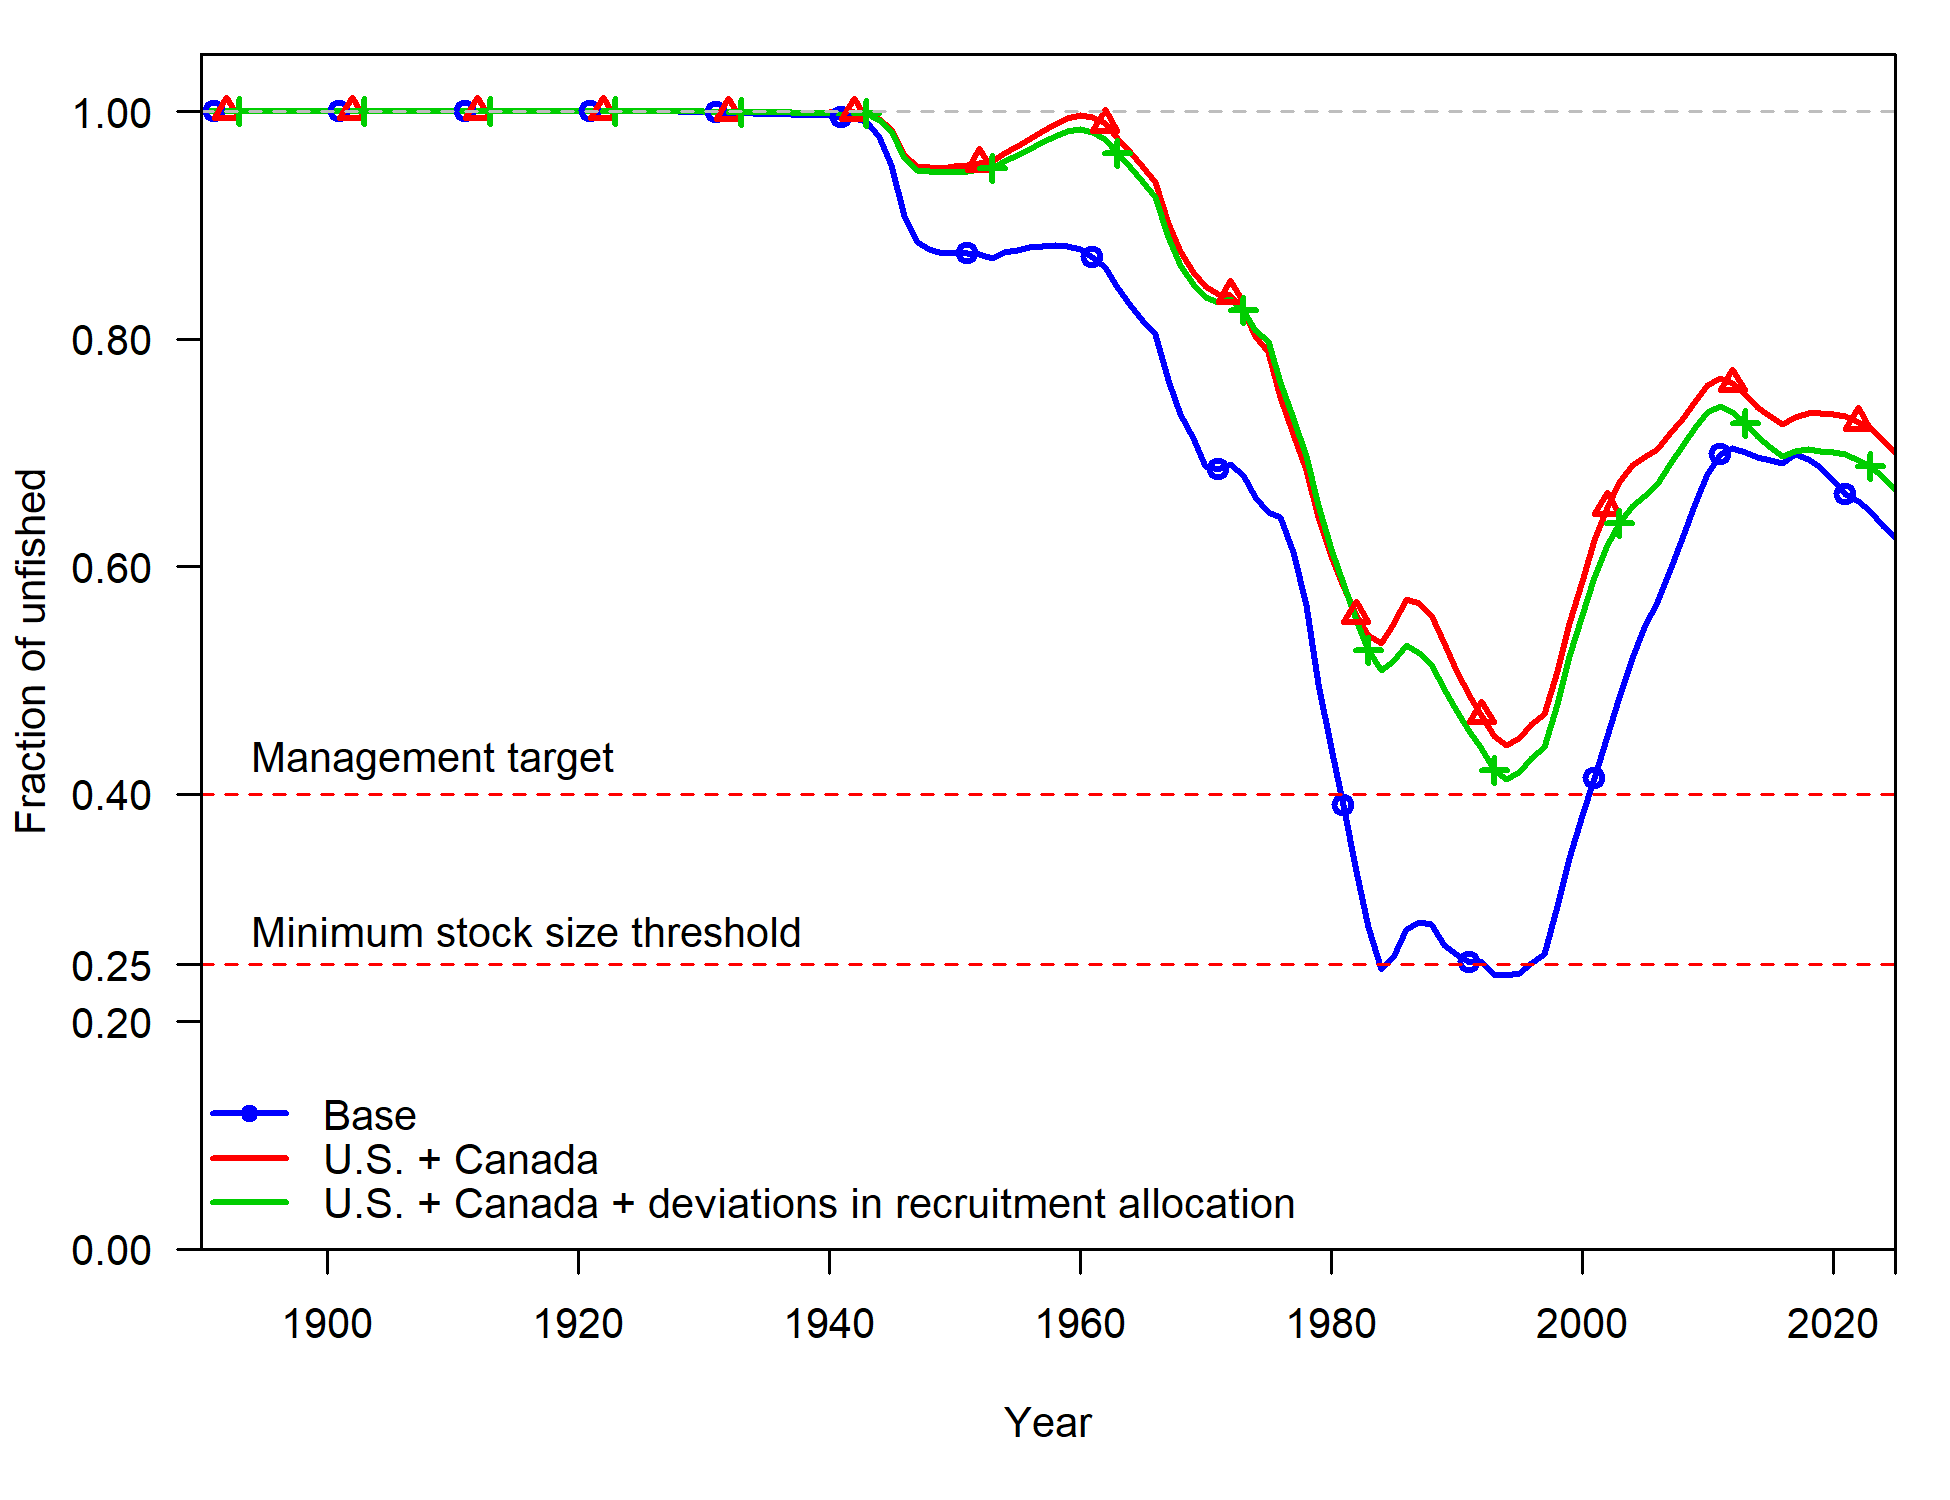 Fraction of unfished
1.00
0.80
0.60
0.40
0.25
0.20
0.00
Management target
Minimum stock size threshold
Base
U.S. + Canada
U.S. + Canada + deviations in recruitment allocation
1900 1920 1940 1960 1980 2000 2020
Year